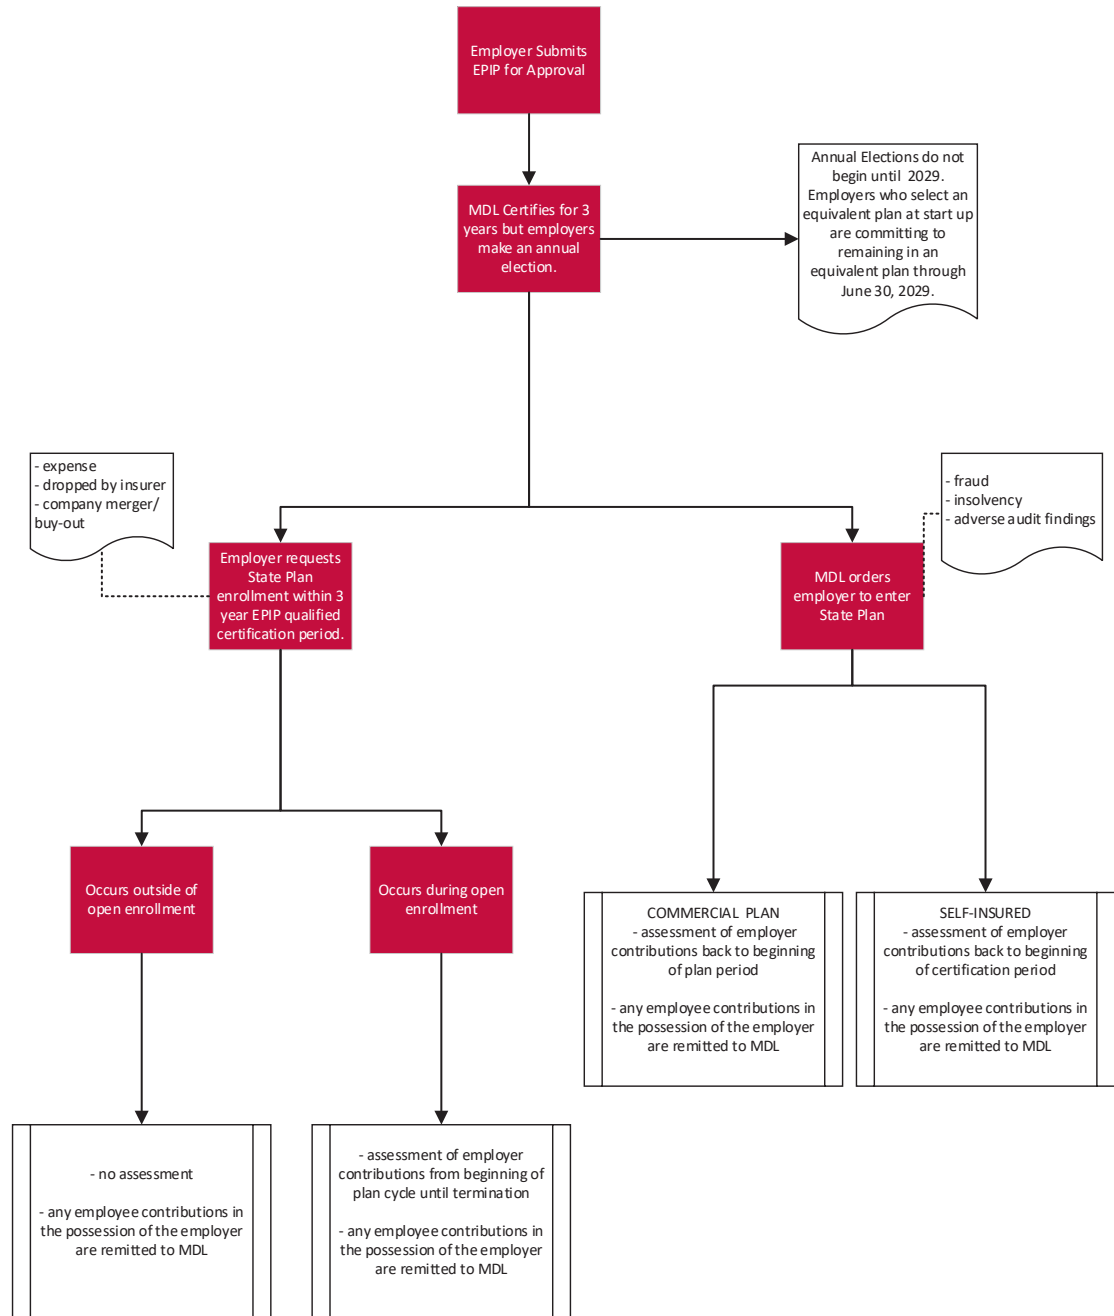 Employer Submits
EPIP for Approval
Annual Elections do not
begin until 2029.
Employers who select an
equivalent plan at start up
are committing to
remaining in an
equivalent plan through
June 30, 2029.
MDL Certifies for 3
years but employers
make an annual
election.
- expense
- dropped by insurer
- company merger/
buy-out
- fraud
- insolvency
- adverse audit findings
Employer requests
State Plan
enrollment within 3
year EPIP qualified
certification period.
MDL orders
employer to enter
State Plan
Occurs outside of
open enrollment
Occurs during open
enrollment
COMMERCIAL PLAN
- assessment of employer
contributions back to beginning
of plan period
- any employee contributions in
the possession of the employer
are remitted to MDL
SELF-INSURED
- assessment of employer
contributions back to beginning
of certification period
- any employee contributions in
the possession of the employer
are remitted to MDL
- no assessment
- any employee contributions in
the possession of the employer
are remitted to MDL
- assessment of employer
contributions from beginning of
plan cycle until termination
- any employee contributions in
the possession of the employer
are remitted to MDL